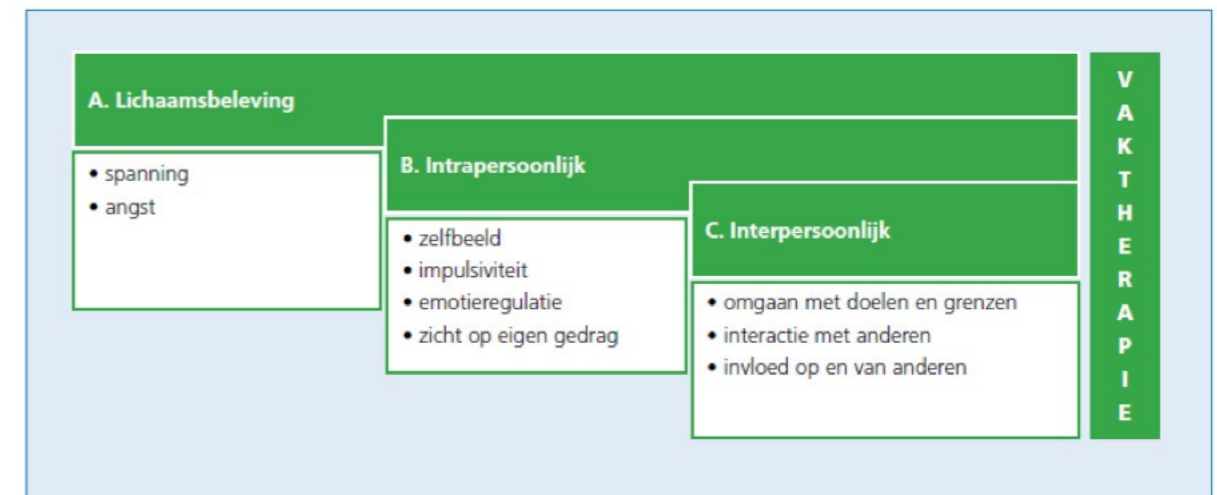 A. Lichaamsbeleving
• spanning
• angst
B. Intrapersoonlijk
• zelfbeeld
• impulsiviteit
• emotieregulatie
• zicht op eigen gedrag
C. Interpersoonlijk
• omgaan met doelen en grenzen
• interactie met anderen
• invloed op en van anderen
VAKTHERAPIE